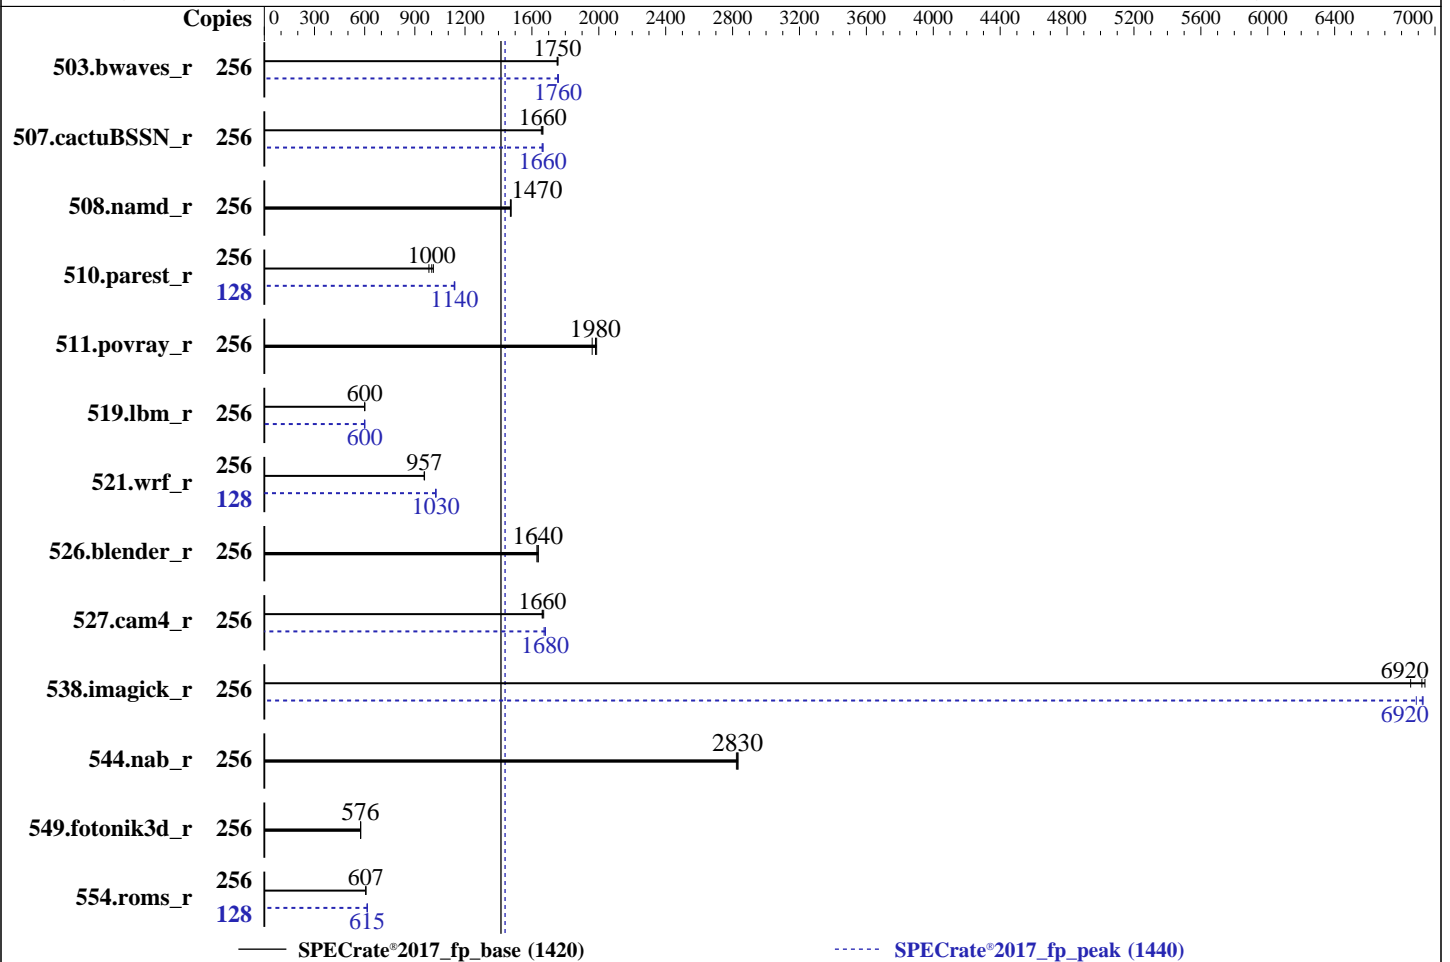 Copies 0 300 600 900 1200 1600 2000 2400 2800 3200 3600 4000 4400 4800 5200 5600 6000 6400 7000
503.bwaves_r 256 1750
1760
507.cactuBSSN_r 256 1660
1660
508.namd_r 256 1470
510.parest_r 256 1000
128 1140
511.povray_r 256 1980
519.lbm_r 256 600
600
521.wrf_r 256 957
128 1030
526.blender_r 256 1640
527.cam4_r 256 1660
1680
538.imagick_r 256 6920
6920
544.nab_r 256 2830
549.fotonik3d_r 256 576
554.roms_r 256 607
128 615
SPECrate®2017_fp_base (1420) SPECrate®2017_fp_peak (1440)